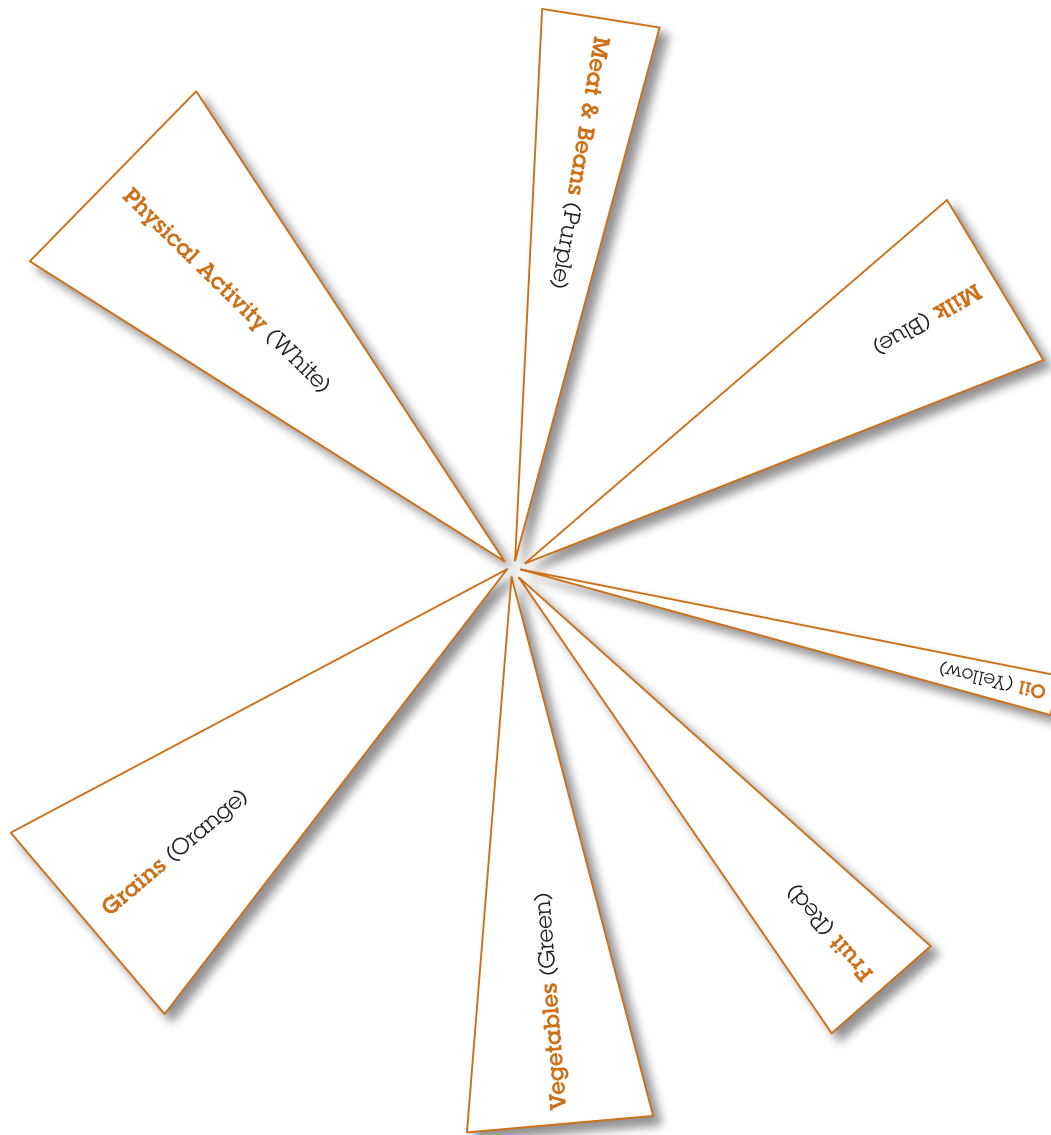 Meat & Beans (Purple)
Physical Activity (White)
Milk (Blue)
Oil (Yellow)
Grains (Orange)
Fruit (Red)
Vegetables (Green)